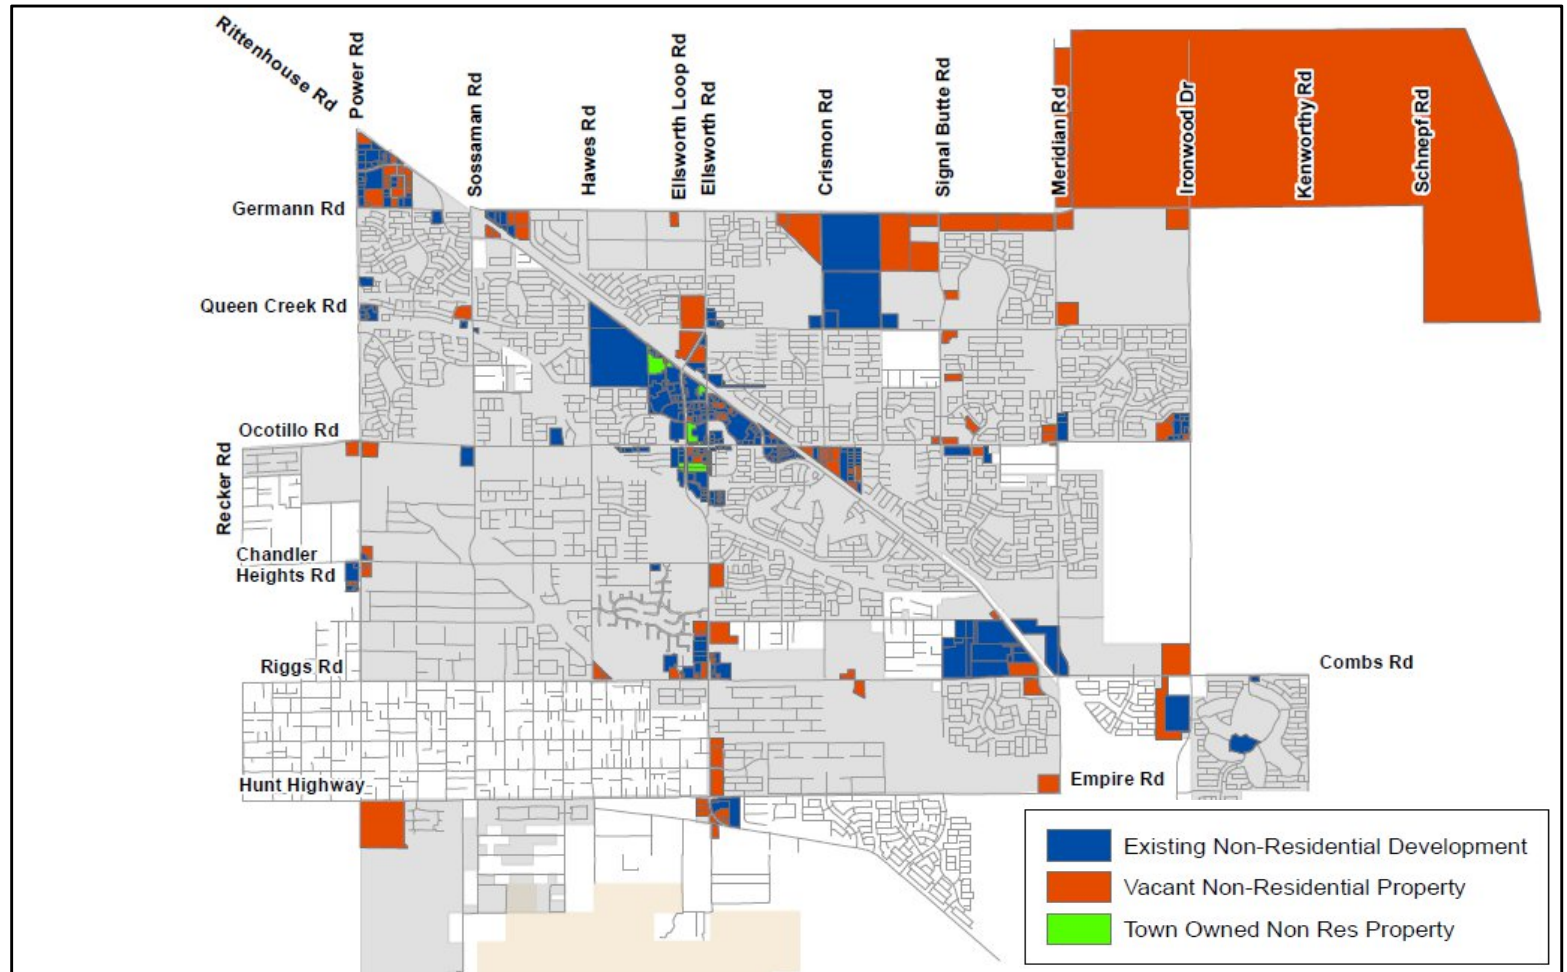 Rittenhouse Rd
Power Rd
Sossaman Rd
Hawes Rd
Ellsworth Loop Rd
Ellsworth Rd
Crismon Rd
Signal Butte Rd
Meridian Rd
Ironwood Dr
Kenworthy Rd
Schnepf Rd
Germann Rd
Queen Creek Rd
Ocotillo Rd
Recker Rd
Chandler
Heights Rd
Riggs Rd
Combs Rd
Hunt Highway
Empire Rd
Existing Non-Residential Development
Vacant Non-Residential Property
Town Owned Non Res Property